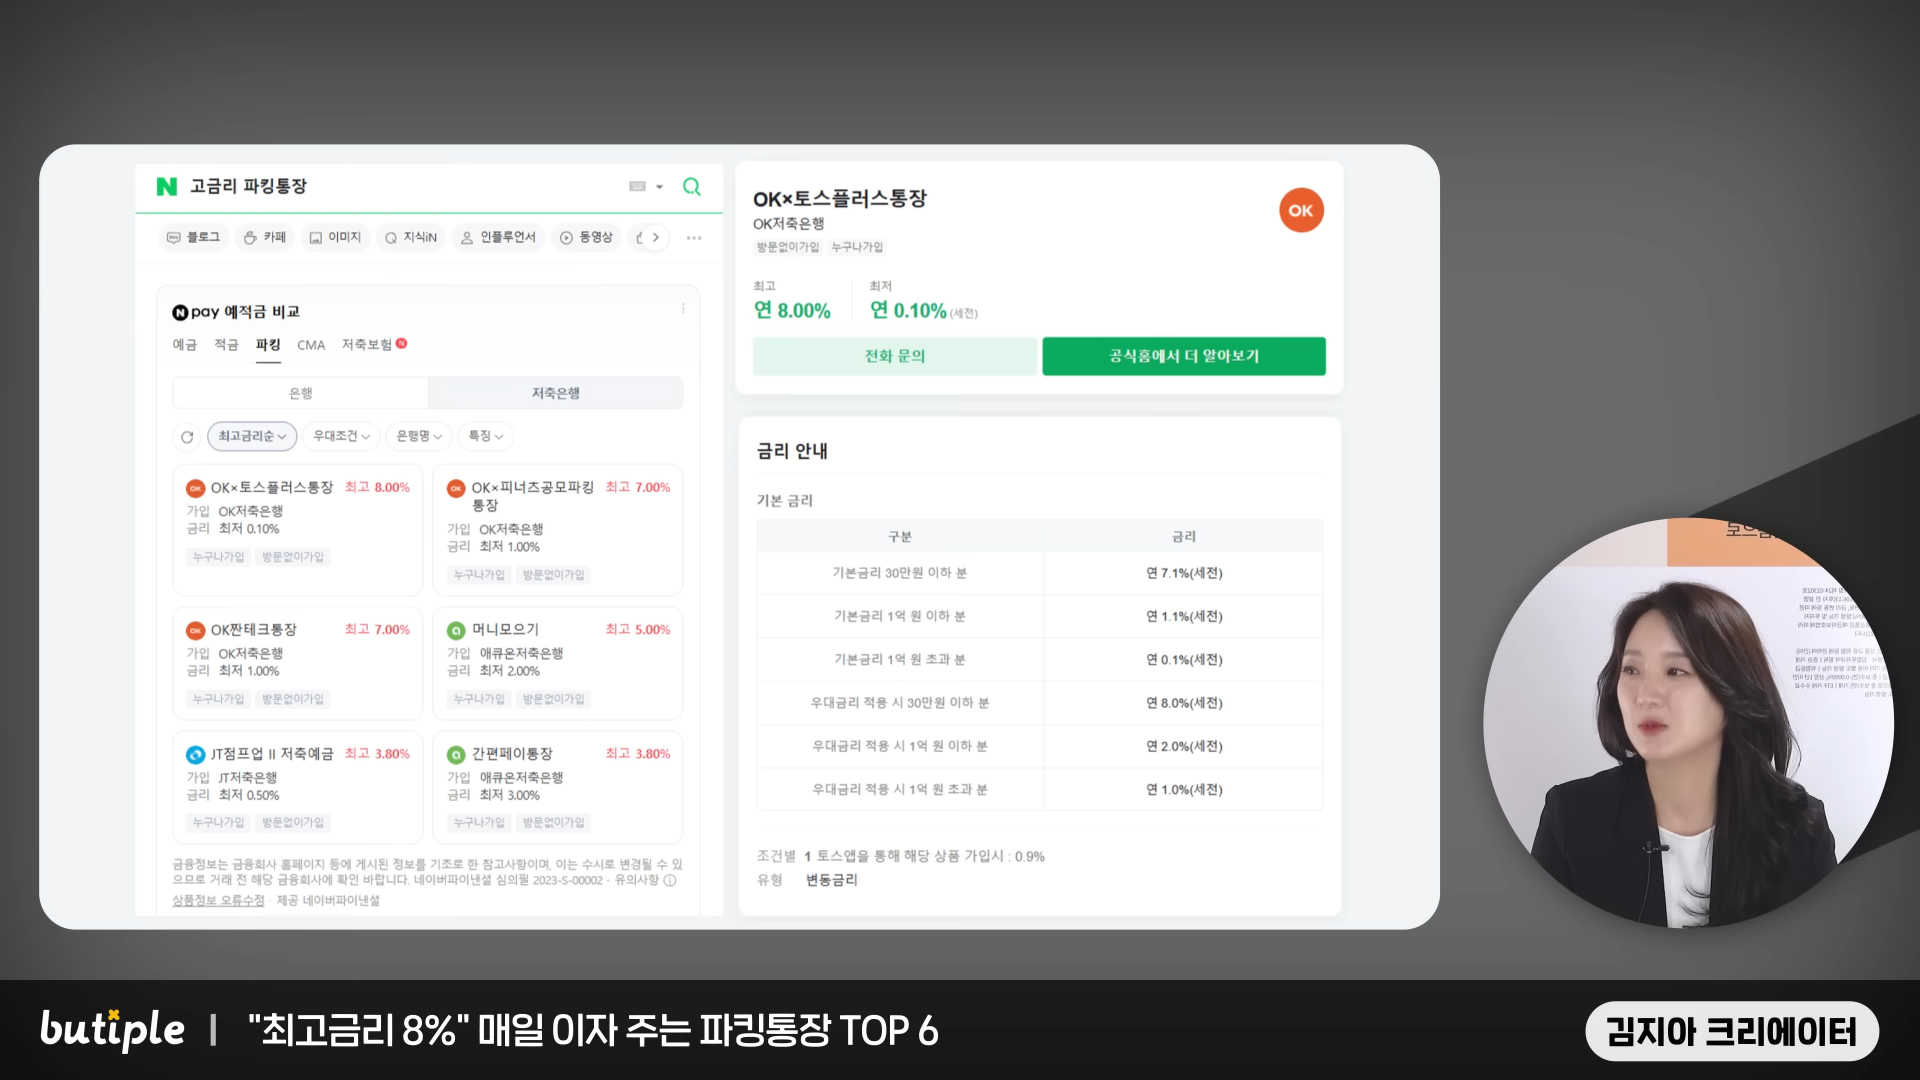 고금리 파킹통장
블로그 카페 이미지 지식iN 인플루언서 동영상
N pay 예적금 비교
예금 적금 파킹 CMA 저축보험 N
은행 저축은행
최고금리순 우대조건 은행명 특징
OK OK×토스플러스통장 최고 8.00%
가입 OK저축은행
금리 최저 0.10%
누구나가입 방문없이가입
OK OK×피너츠공모파킹 최고 7.00%
통장
가입 OK저축은행
금리 최저 1.00%
누구나가입 방문없이가입
OK OK짠테크통장 최고 7.00%
가입 OK저축은행
금리 최저 1.00%
누구나가입 방문없이가입
머니모으기 최고 5.00%
가입 애큐온저축은행
금리 최저 2.00%
누구나가입 방문없이가입
JT점프업 II 저축예금 최고 3.80%
가입 JT저축은행
금리 최저 0.50%
누구나가입 방문없이가입
간편페이통장 최고 3.80%
가입 애큐온저축은행
금리 최저 3.00%
누구나가입 방문없이가입
금융정보는 금융회사 홈페이지 등에 게시된 정보를 기초로 한 참고사항이며, 이는 수시로 변경될 수 있
으므로 거래 전 해당 금융회사에 확인 바랍니다. 네이버파이낸셜 심의필 2023-S-00002 · 유의사항
상품정보 오류수정 · 제공 네이버파이낸셜
OK×토스플러스통장
OK저축은행
방문없이가입 누구나가입
OK
최고 최저
연 8.00% 연 0.10% (세전)
전화 문의 공식홈에서 더 알아보기
금리 안내
기본 금리
구분 금리
기본금리 30만원 이하 분 연 7.1%(세전)
기본금리 1억 원 이하 분 연 1.1%(세전)
기본금리 1억 원 초과 분 연 0.1%(세전)
우대금리 적용 시 30만원 이하 분 연 8.0%(세전)
우대금리 적용 시 1억 원 이하 분 연 2.0%(세전)
우대금리 적용 시 1억 원 초과 분 연 1.0%(세전)
조건별 1 토스앱을 통해 해당 상품 가입시 : 0.9%
유형 변동금리
butiple | "최고금리 8%" 매일 이자 주는 파킹통장 TOP 6
김지아 크리에이터